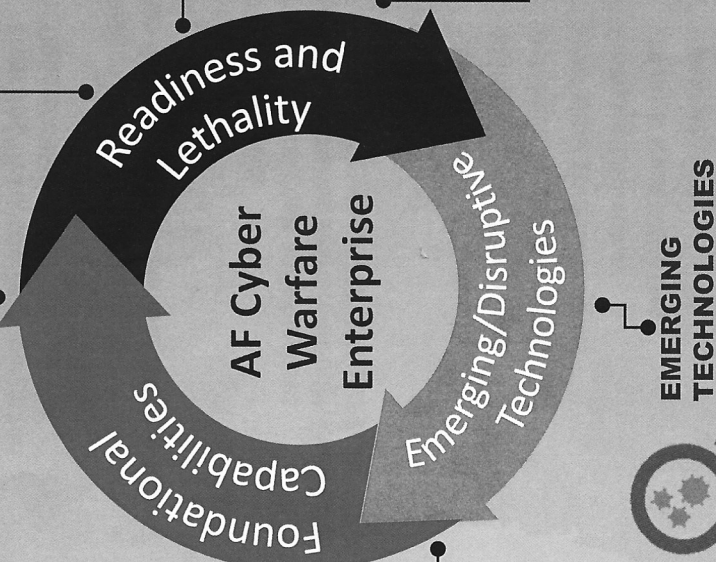 Readiness and
Lethality
AF Cyber
Warfare
Enterprise
Emerging/Disruptive
Technologies
Foundational
Capabilities
EMERGING
TECHNOLOGIES